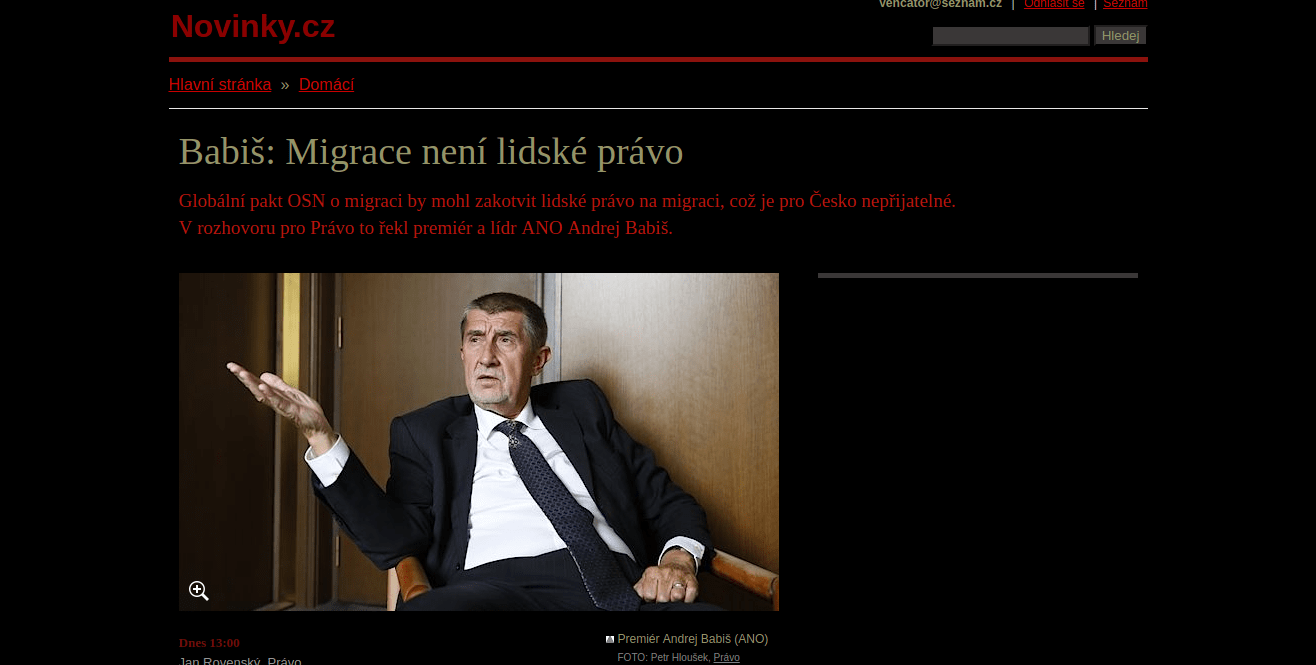 vencator@seznam.cz | Odhlásit se | Seznam
Novinky.cz
Hledej
Hlavní stránka » Domácí
Babiš: Migrace není lidské právo
Globální pakt OSN o migraci by mohl zakotvit lidské právo na migraci, což je pro Česko nepřijatelné.
V rozhovoru pro Právo to řekl premiér a lídr ANO Andrej Babiš.
Dnes 13:00
Jan Rovenský, Právo
Premiér Andrej Babiš (ANO)
FOTO: Petr Hloušek, Právo